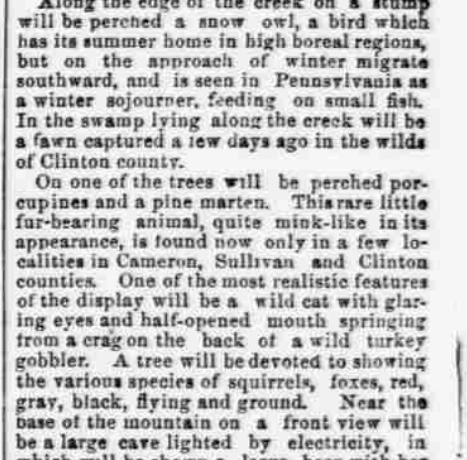 Along the edge of the creek on a stump
will be perched a snow owl, a bird which
has its summer home in high boreal regions,
but on the approach of winter migrate
southward, and is seen in Pennsylvania as
a winter sojourner, feeding on small fish.
In the swamp lying along the creek will be
a fawn captured a few days ago in the wilds
of Clinton county.
On one of the trees will be perched por-
cupines and a pine marten. This rare little
fur-bearing animal, quite mink-like in its
appearance, is found now only in a few lo-
calities in Cameron, Sullivan and Clinton
counties. One of the most realistic features
of the display will be a wild cat with glar-
ing eyes and half-opened mouth springing
from a crag on the back of a wild turkey
gobbler. A tree will be devoted to showing
the various species of squirrels, foxes, red,
gray, black, flying and ground. Near the
base of the mountain on a front view will
be a large cave lighted by electricity, in
which will be shown a large bear with her